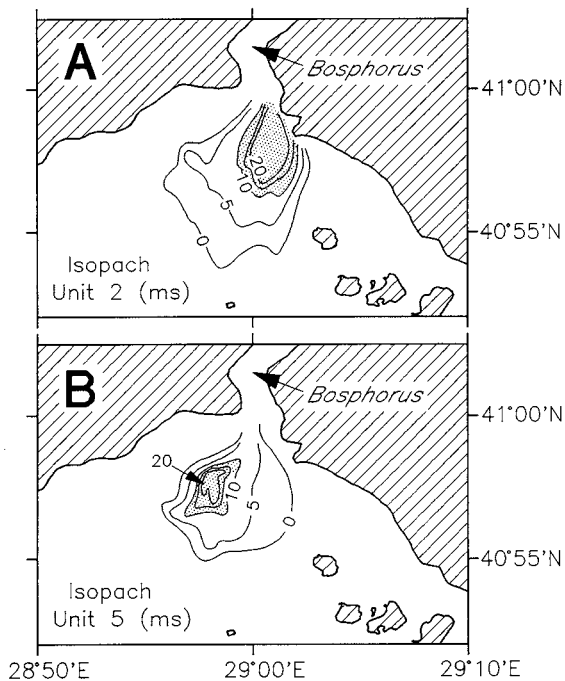 A
Bosphorus
41°00'N
20
10
5
0
40°55'N
Isopach
Unit 2 (ms)
B
Bosphorus
41°00'N
20
10
5
0
40°55'N
Isopach
Unit 5 (ms)
28°50'E
29°00'E
29°10'E